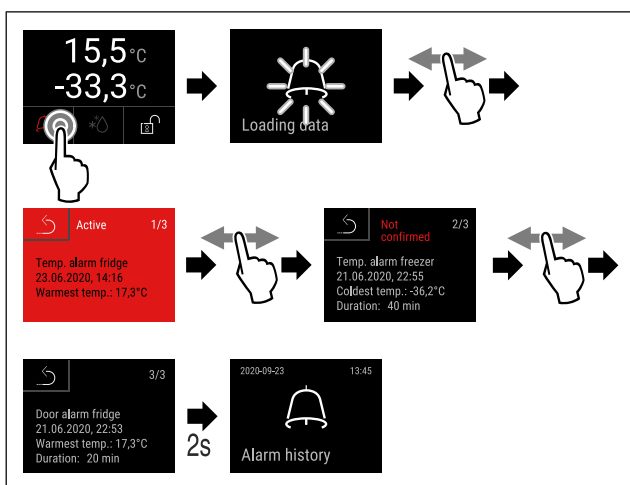 15,5°C
-33,3°C
Loading data
Active 1/3
Temp. alarm fridge
23.06.2020, 14:16
Warmest temp.: 17,3°C
Not confirmed 2/3
Temp. alarm freezer
21.06.2020, 22:55
Coldest temp.: -36,2°C
Duration: 40 min
3/3
Door alarm fridge
21.06.2020, 22:53
Warmest temp.: 17,3°C
Duration: 20 min
2s
2020-09-23 13:45
Alarm history